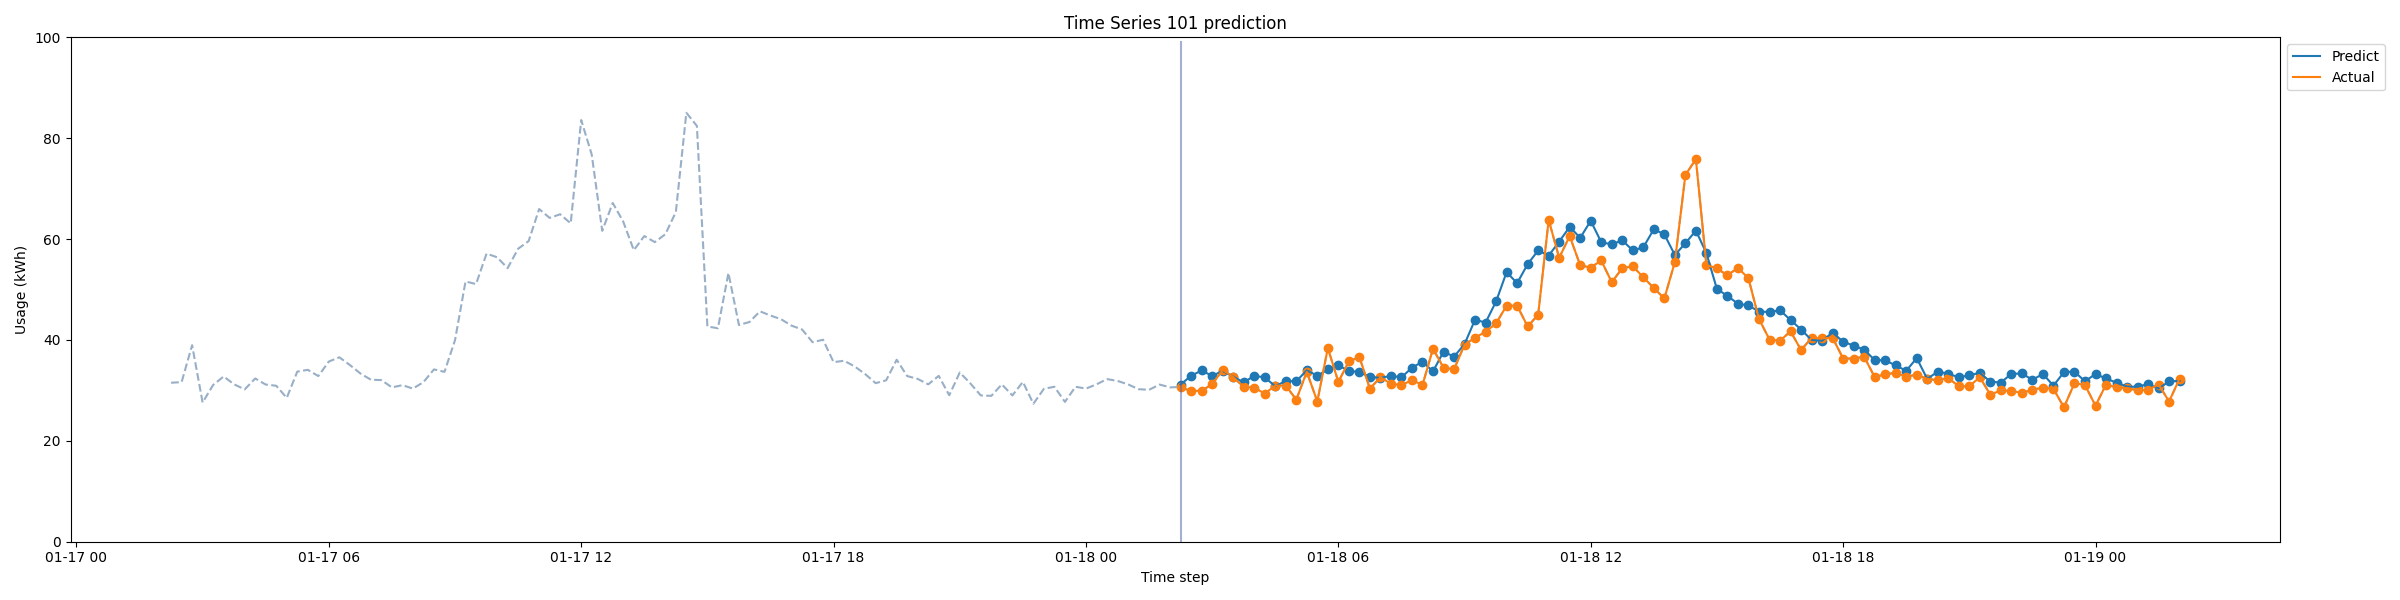 Time Series 101 prediction
Predict
Actual
Usage (kWh)
100
80
60
40
20
0
01-17 00 01-17 06 01-17 12 01-17 18 01-18 00 01-18 06 01-18 12 01-18 18 01-19 00
Time step